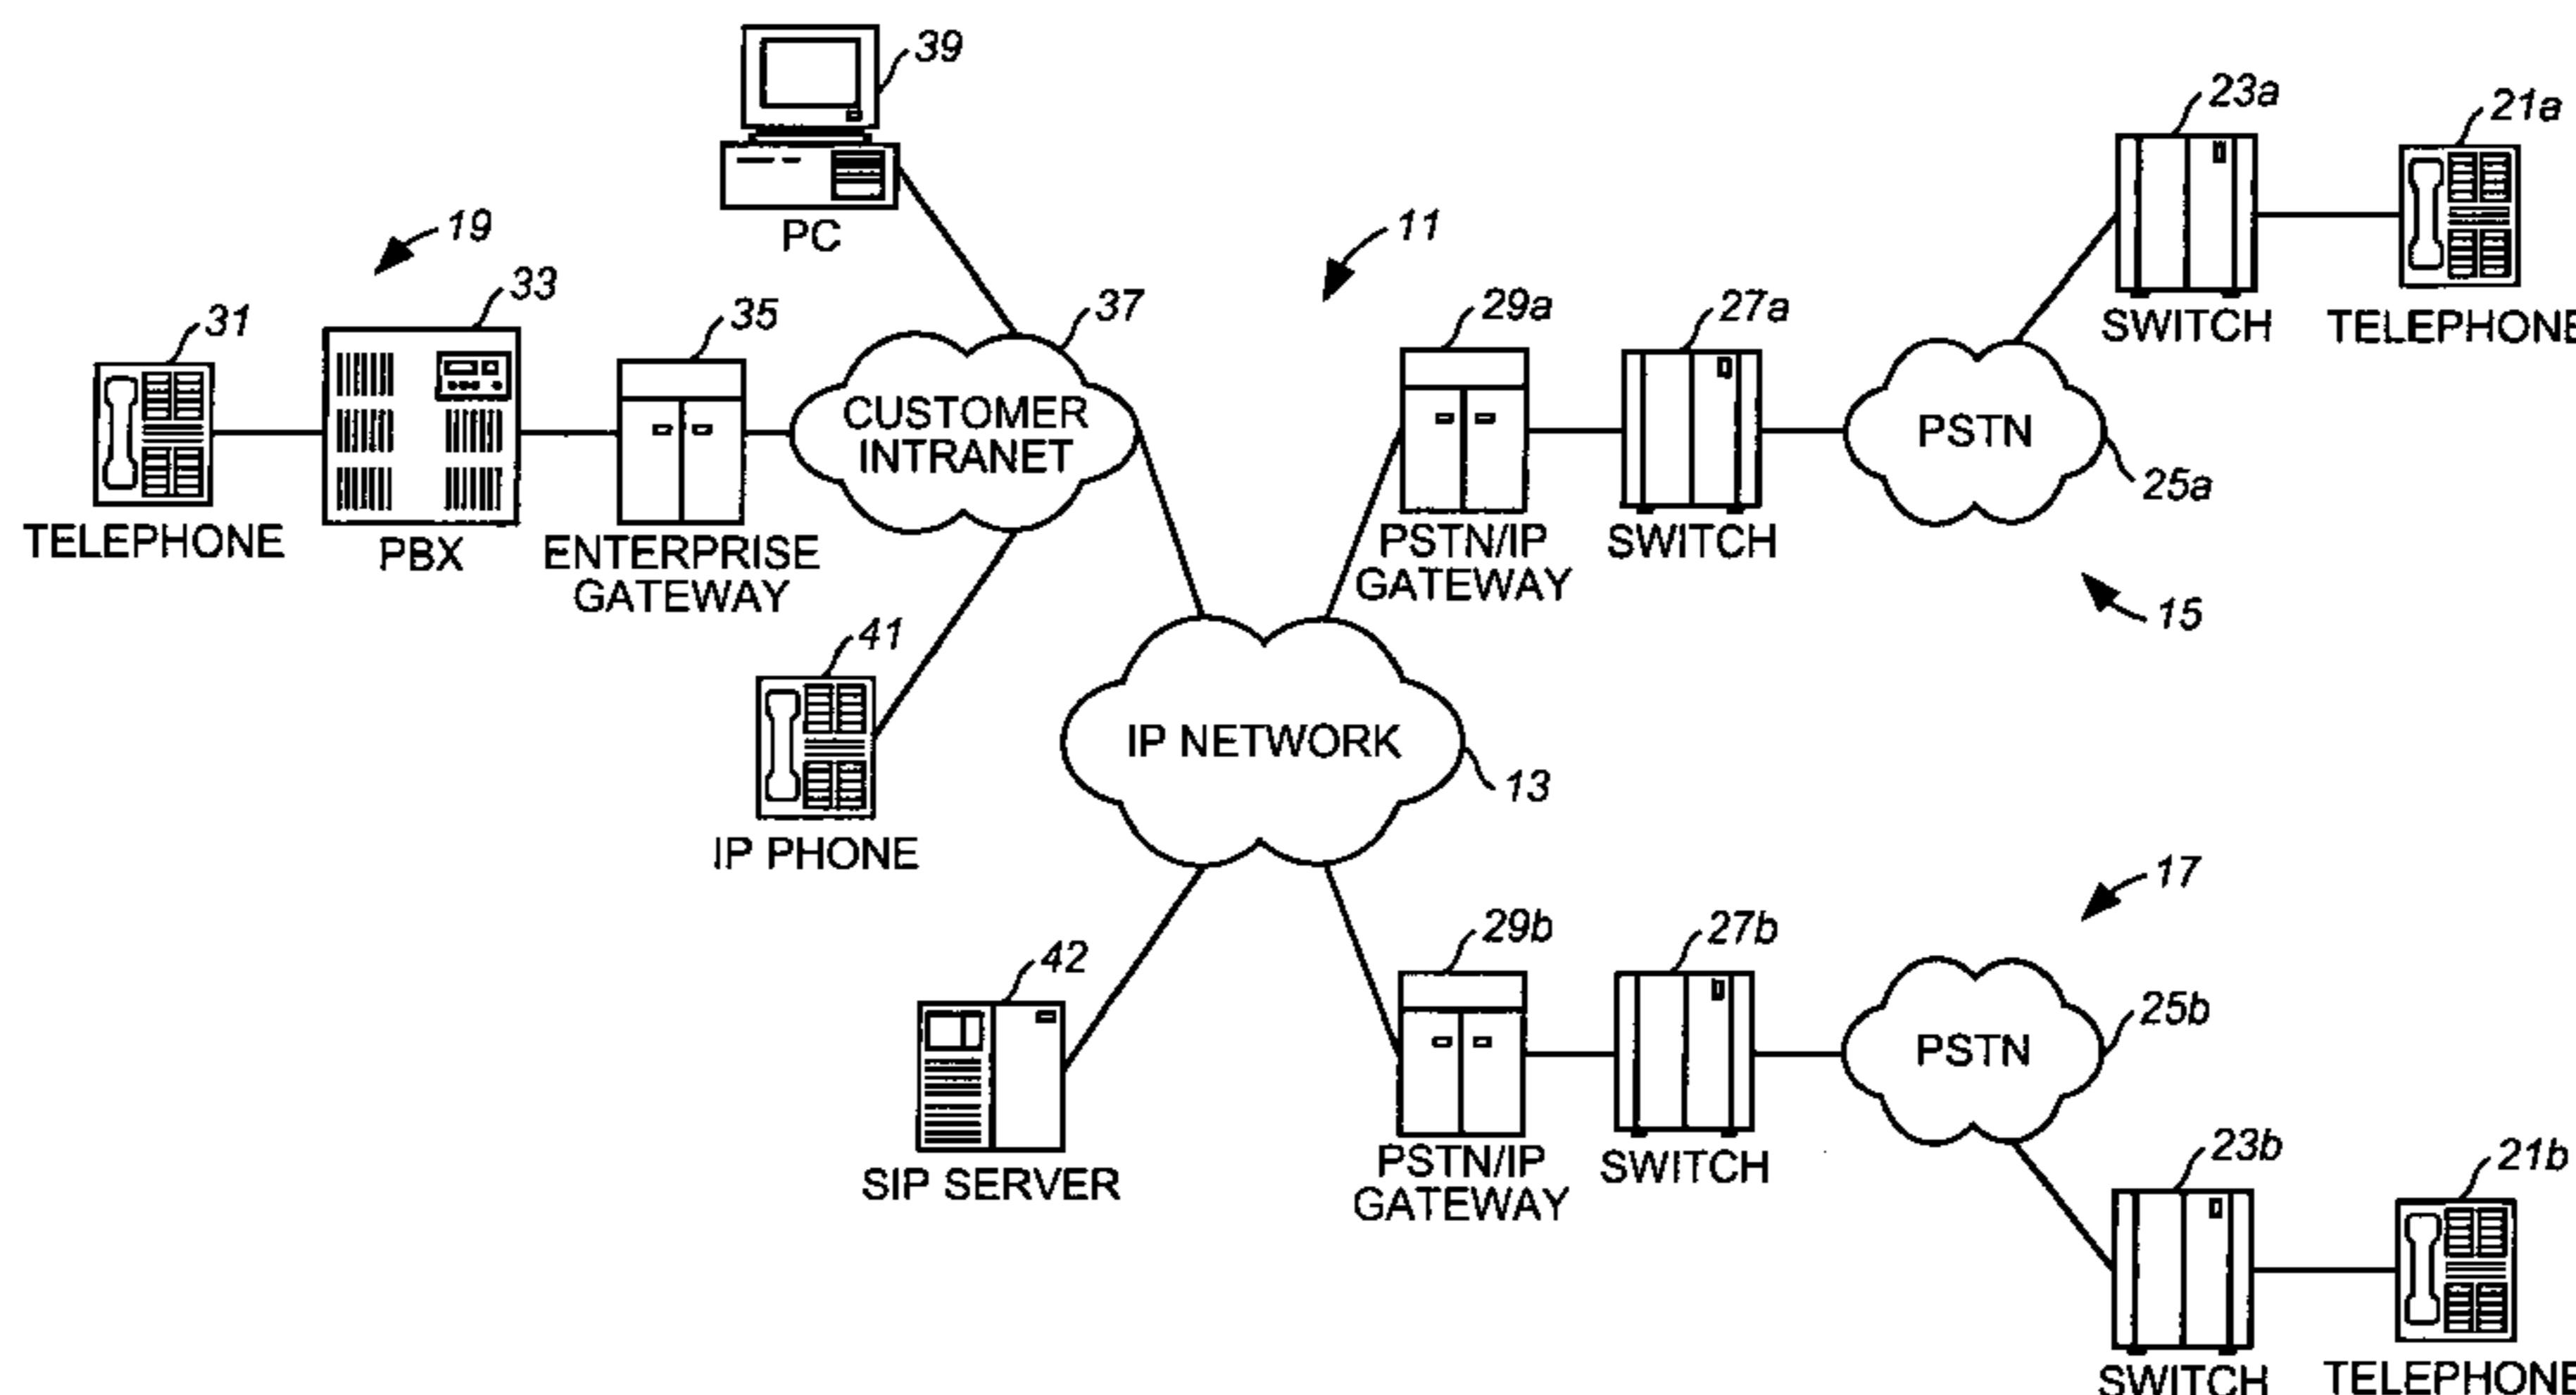 39
PC
19
31
TELEPHONE
33
PBX
35
ENTERPRISE
GATEWAY
37
CUSTOMER
INTRANET
41
IP PHONE
11
29a
PSTN/IP
GATEWAY
27a
SWITCH
PSTN
25a
15
23a
SWITCH
21a
TELEPHONE
IP NETWORK
13
42
SIP SERVER
29b
PSTN/IP
GATEWAY
27b
SWITCH
17
PSTN
25b
23b
SWITCH
21b
TELEPHONE